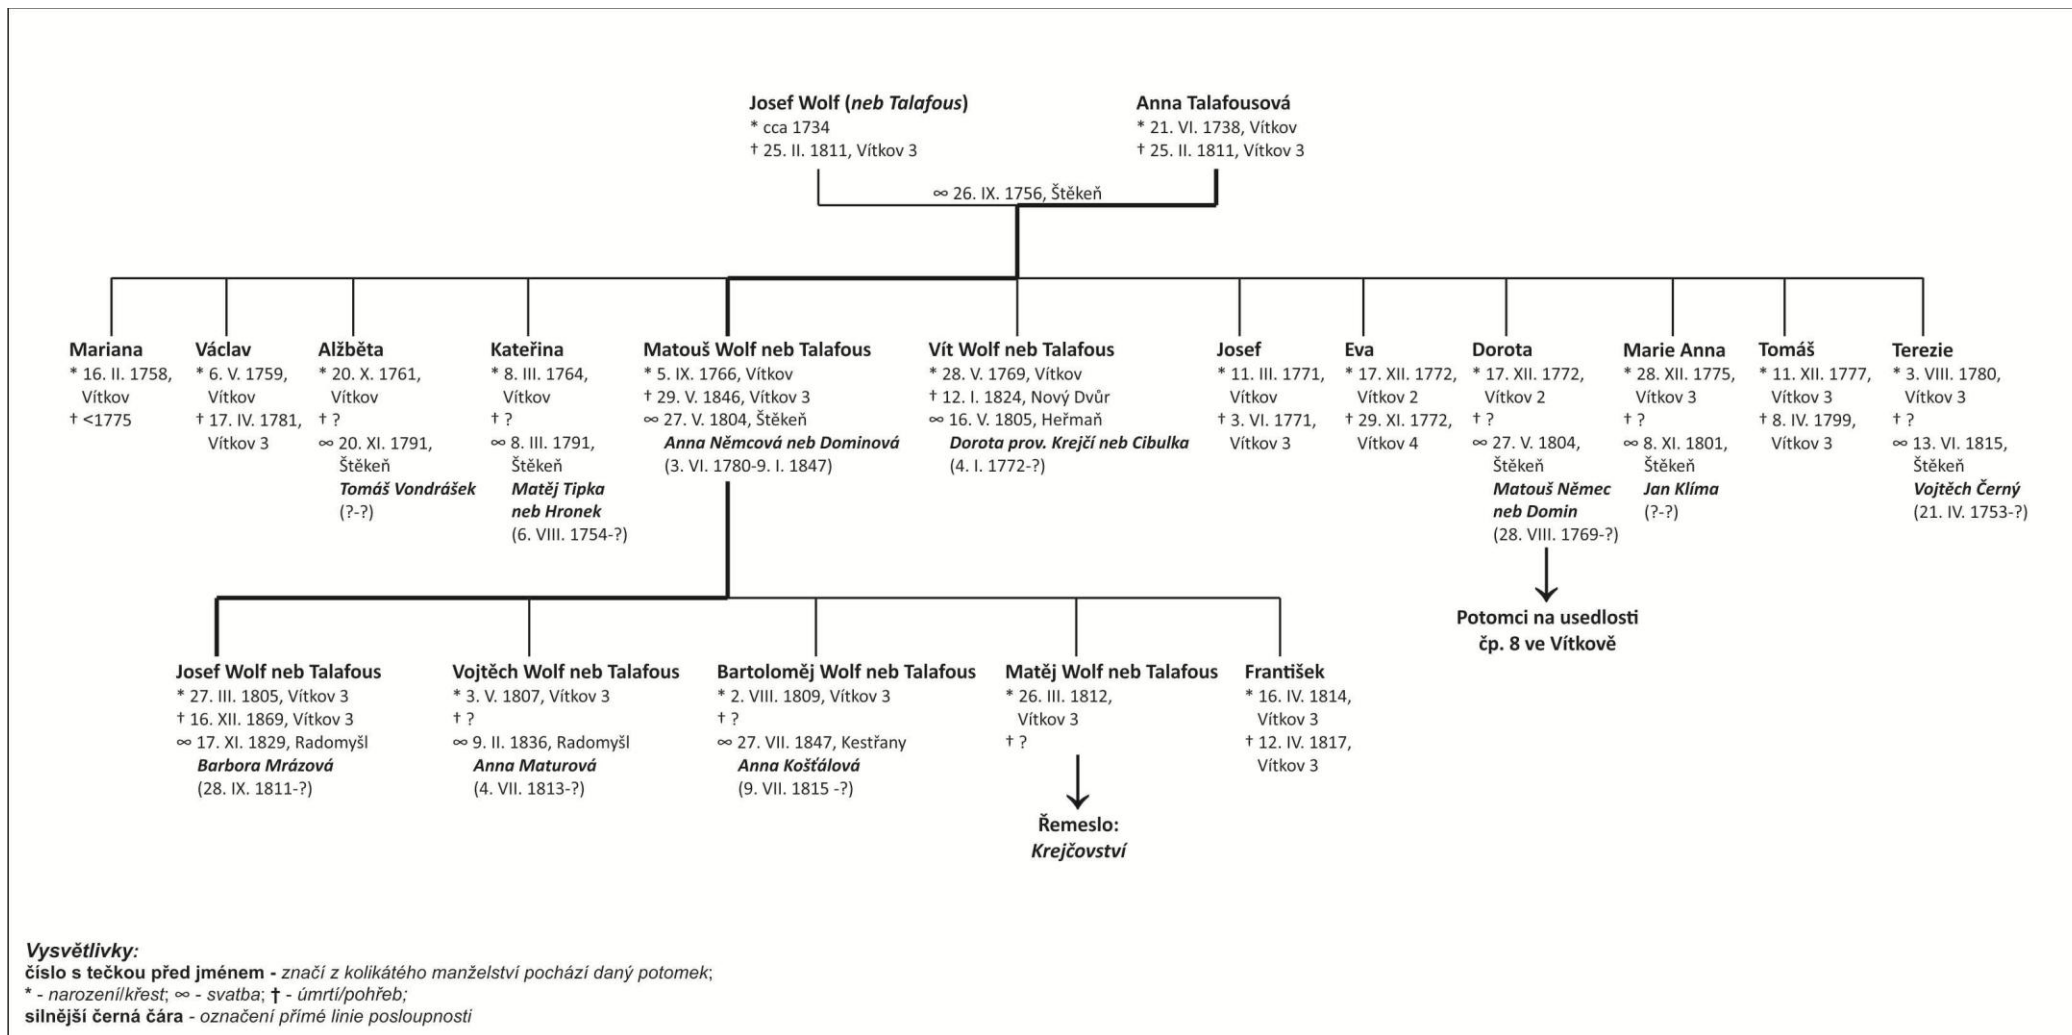 Josef Wolf (neb Talafous)
* cca 1734
† 25. II. 1811, Vítkov 3
Anna Talafousová
* 21. VI. 1738, Vítkov
† 25. II. 1811, Vítkov 3
∞ 26. IX. 1756, Štěkeň
Mariana
* 16. II. 1758,
Vítkov
† <1775
Václav
* 6. V. 1759,
Vítkov
† 17. IV. 1781,
Vítkov 3
Alžběta
* 20. X. 1761,
Vítkov
† ?
∞ 20. XI. 1791,
Štěkeň
Tomáš Vondrášek
(?-?)
Kateřina
* 8. III. 1764,
Vítkov
† ?
∞ 8. III. 1791,
Štěkeň
Matěj Tipka
neb Hronek
(6. VIII. 1754-?)
Matouš Wolf neb Talafous
* 5. IX. 1766, Vítkov
† 29. V. 1846, Vítkov 3
∞ 27. V. 1804, Štěkeň
Anna Němcová neb Dominová
(3. VI. 1780-9. I. 1847)
Vít Wolf neb Talafous
* 28. V. 1769, Vítkov
† 12. I. 1824, Nový Dvůr
∞ 16. V. 1805, Heřmaň
Dorota prov. Krejčí neb Cibulka
(4. I. 1772-?)
Josef
* 11. III. 1771,
Vítkov
† 3. VI. 1771,
Vítkov 3
Eva
* 17. XII. 1772,
Vítkov 2
† 29. XI. 1772,
Vítkov 4
Dorota
* 17. XII. 1772,
Vítkov 2
† ?
∞ 27. V. 1804,
Štěkeň
Matouš Němec
neb Domin
(28. VIII. 1769-?)
Marie Anna
* 28. XII. 1775,
Vítkov 3
† ?
∞ 8. XI. 1801,
Štěkeň
Jan Klíma
(?-?)
Tomáš
* 11. XII. 1777,
Vítkov 3
† 8. IV. 1799,
Vítkov 3
Terezie
* 3. VIII. 1780,
Vítkov 3
† ?
∞ 13. VI. 1815,
Štěkeň
Vojtěch Černý
(21. IV. 1753-?)
Potomci na usedlosti
čp. 8 ve Vítkově
Josef Wolf neb Talafous
* 27. III. 1805, Vítkov 3
† 16. XII. 1869, Vítkov 3
∞ 17. XI. 1829, Radomyšl
Barbora Mrázová
(28. IX. 1811-?)
Vojtěch Wolf neb Talafous
* 3. V. 1807, Vítkov 3
† ?
∞ 9. II. 1836, Radomyšl
Anna Maturová
(4. VII. 1813-?)
Bartoloměj Wolf neb Talafous
* 2. VIII. 1809, Vítkov 3
† ?
∞ 27. VII. 1847, Kestřany
Anna Košťálová
(9. VII. 1815 -?)
Matěj Wolf neb Talafous
* 26. III. 1812,
Vítkov 3
† ?
František
* 16. IV. 1814,
Vítkov 3
† 12. IV. 1817,
Vítkov 3
Řemeslo:
Krejčovství
Vysvětlivky:
číslo s tečkou před jménem - značí z kolikátého manželství pochází daný potomek;
* - narození/křest; ∞ - svatba; † - úmrtí/pohřeb;
silnější černá čára - označení přímé linie posloupnosti